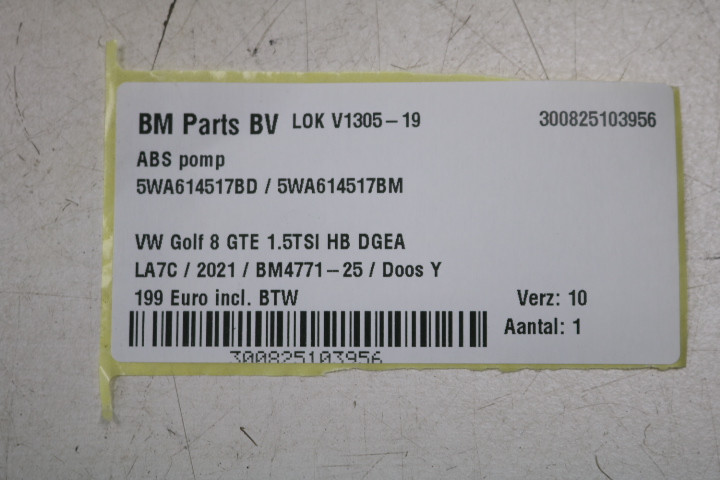 BM Parts BV LOK V1305-19 300825103956
ABS pomp
5WA614517BD / 5WA614517BM
VW Golf 8 GTE 1.5TSI HB DGEA
LA7C / 2021 / BM4771-25 / Doos Y
199 Euro incl. BTW Verz: 10
Aantal: 1
300825103956